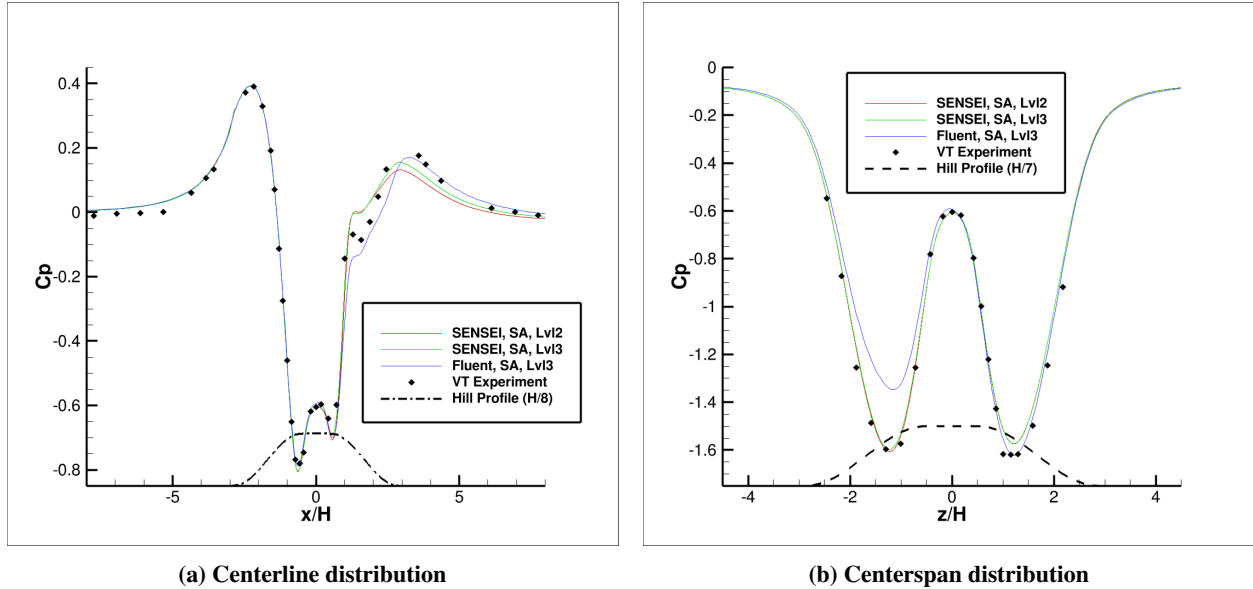 0.4
0.2
0
-0.2
-0.4
-0.6
-0.8
Cp
-5
0
5
x/H
SENSEI, SA, Lvl2
SENSEI, SA, Lvl3
Fluent, SA, Lvl3
VT Experiment
Hill Profile (H/8)
(a) Centerline distribution
0
-0.2
-0.4
-0.6
-0.8
-1
-1.2
-1.4
-1.6
Cp
-4
-2
0
2
4
z/H
SENSEI, SA, Lvl2
SENSEI, SA, Lvl3
Fluent, SA, Lvl3
VT Experiment
Hill Profile (H/7)
(b) Centerspan distribution